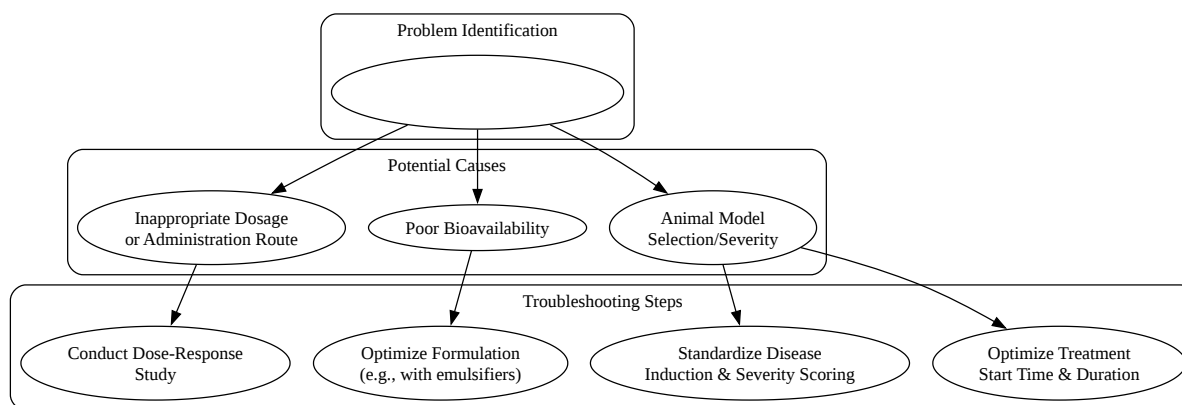 Problem Identification
Potential Causes
Inappropriate Dosage
or Administration Route
Poor Bioavailability
Animal Model
Selection/Severity
Troubleshooting Steps
Conduct Dose-Response
Study
Optimize Formulation
(e.g., with emulsifiers)
Standardize Disease
Induction & Severity Scoring
Optimize Treatment
Start Time & Duration